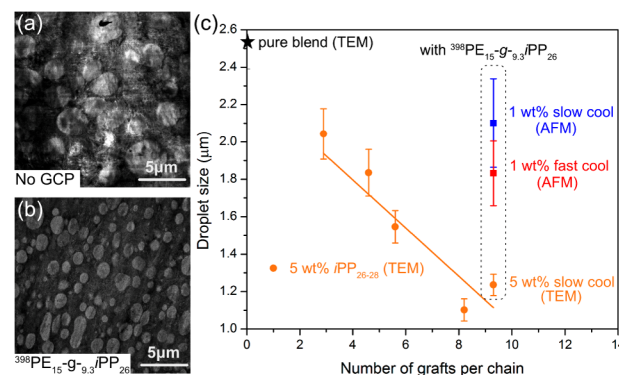 (a)
No GCP
5μm
(b)
³⁹⁸PE₁₅-g-₉.₃iPP₂₆
5μm
(c)
Droplet size (μm)
2.6
2.4
2.2
2.0
1.8
1.6
1.4
1.2
1.0
pure blend (TEM)
with ³⁹⁸PE₁₅-g-₉.₃iPP₂₆
1 wt% slow cool
(AFM)
1 wt% fast cool
(AFM)
5 wt% iPP₂₆₋₂₈ (TEM)
5 wt% slow cool
(TEM)
0 2 4 6 8 10 12 14
Number of grafts per chain